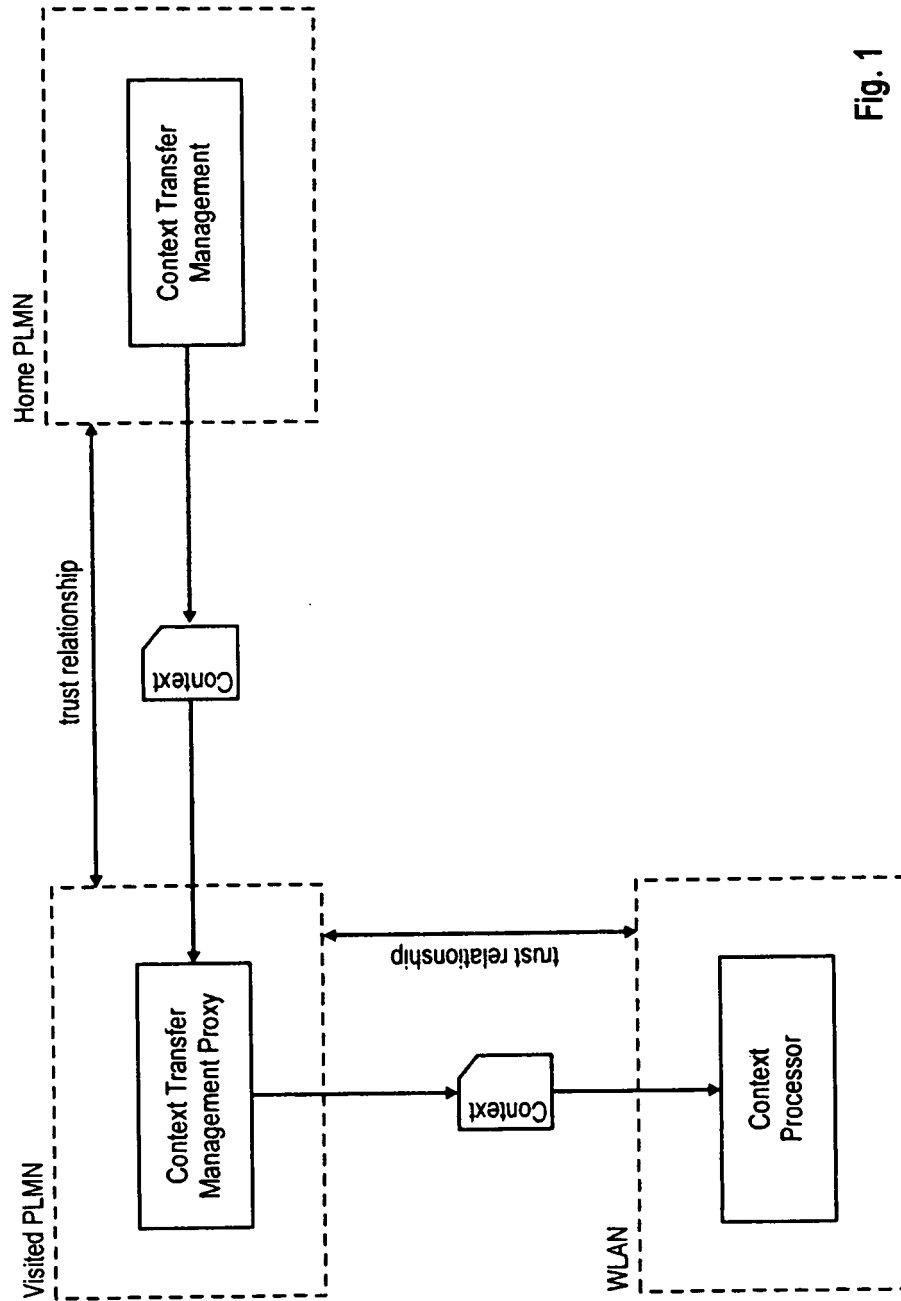 Visited PLMN
Context Transfer
Management Proxy
trust relationship
Context
Home PLMN
Context Transfer
Management
Context
trust relationship
WLAN
Context
Processor
Fig. 1